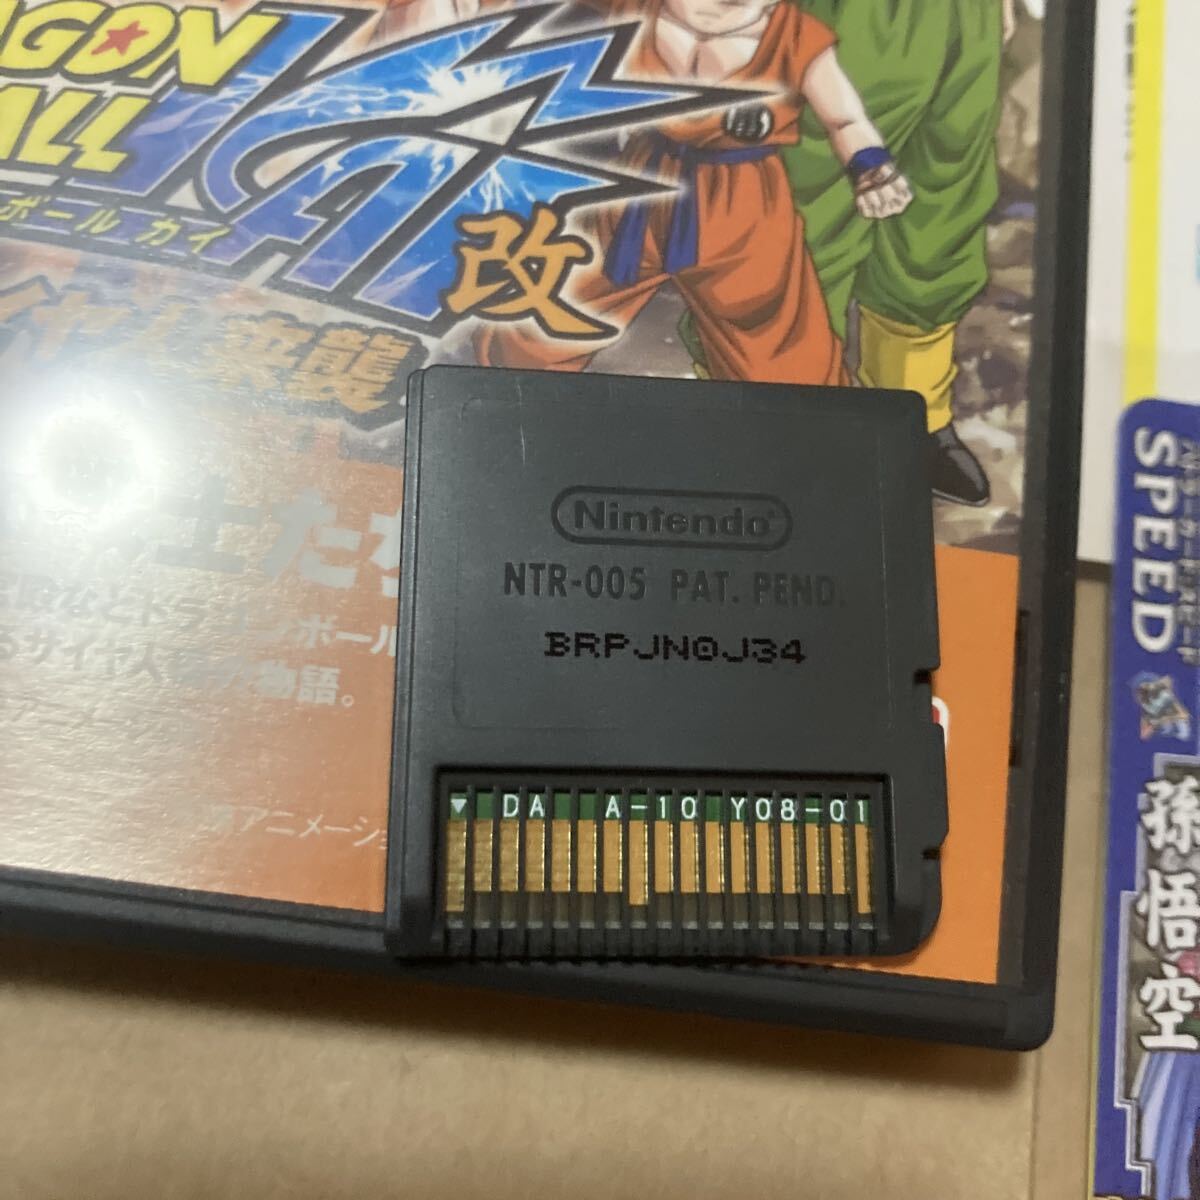 AGON
ALL
KAI
ボール カイ
改
イヤ人来襲
士たち
なとドラゴンボール
るサイヤ人
物語。
アニメーショ
Nintendo
NTR-005 PAT. PEND.
BRPJN0J34
▼ DA A-10 Y08-01
SPEED
孫悟空